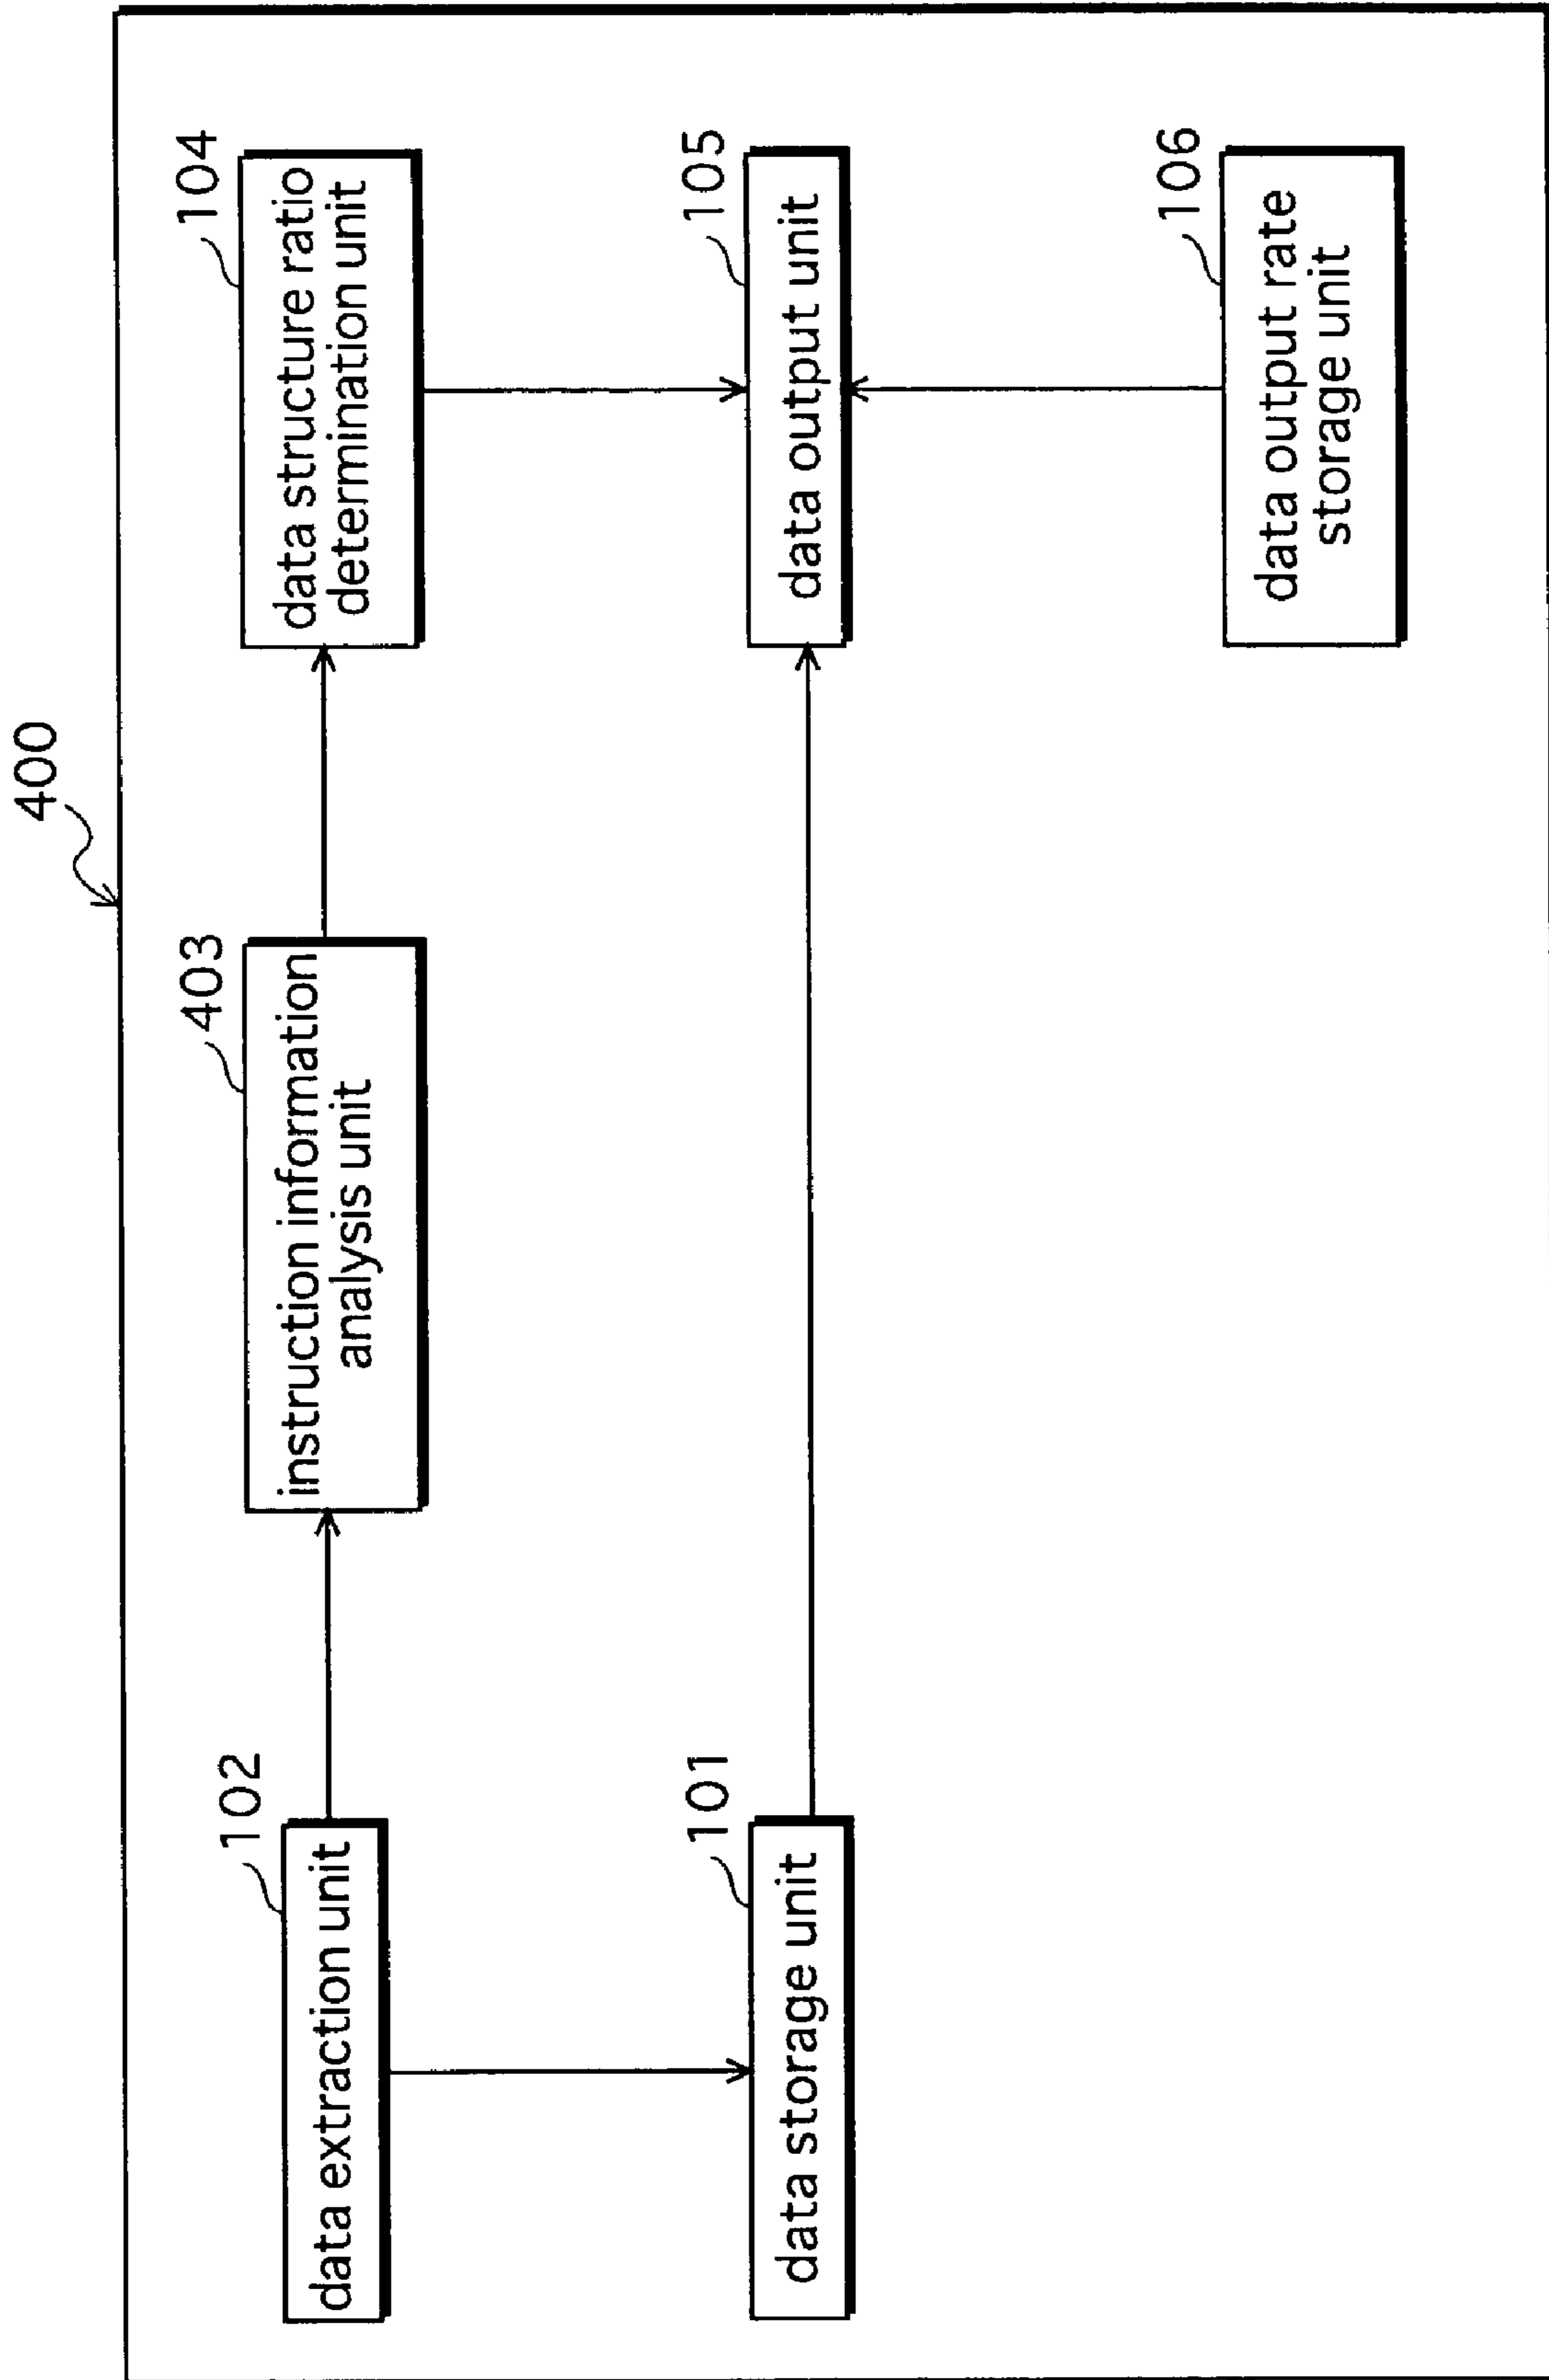 400
102
data extraction unit
403
instruction information
analysis unit
104
data structure ratio
determination unit
101
data storage unit
105
data output unit
106
data output rate
storage unit